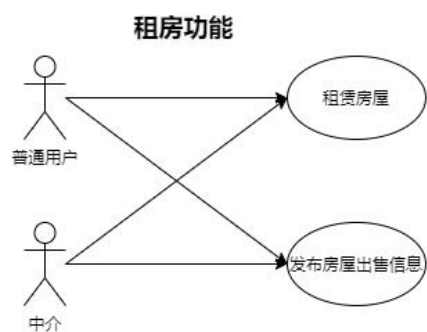 租房功能
租赁房屋
普通用户
发布房屋出售信息
中介